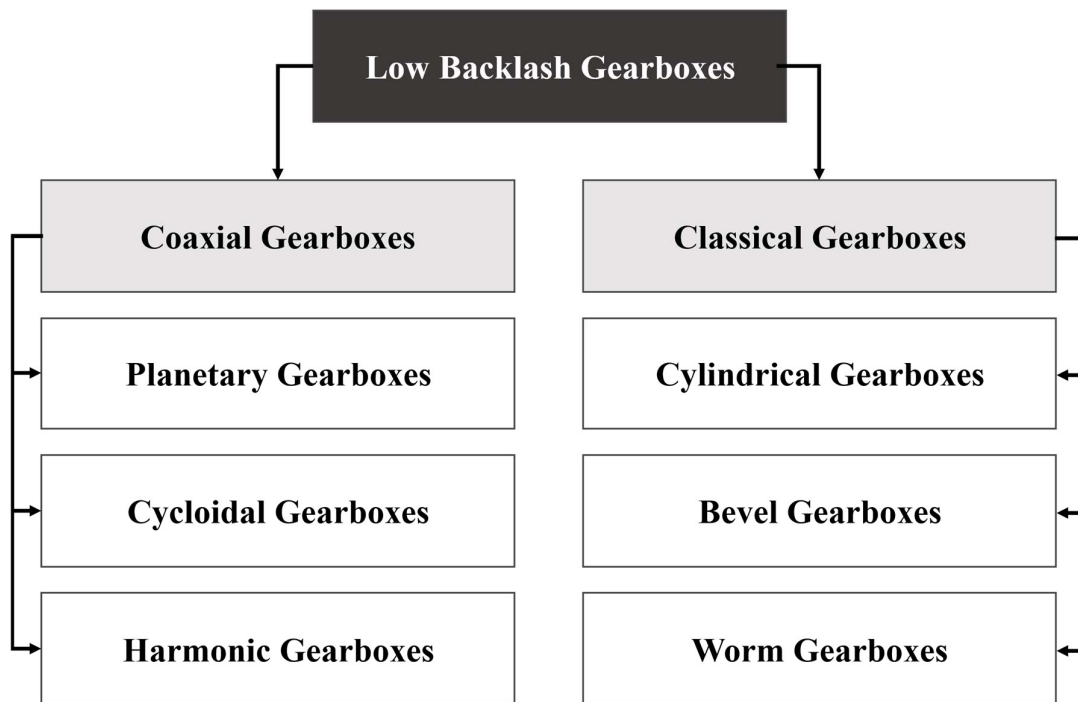 Low Backlash Gearboxes
Coaxial Gearboxes
Classical Gearboxes
Planetary Gearboxes
Cylindrical Gearboxes
Cycloidal Gearboxes
Bevel Gearboxes
Harmonic Gearboxes
Worm Gearboxes